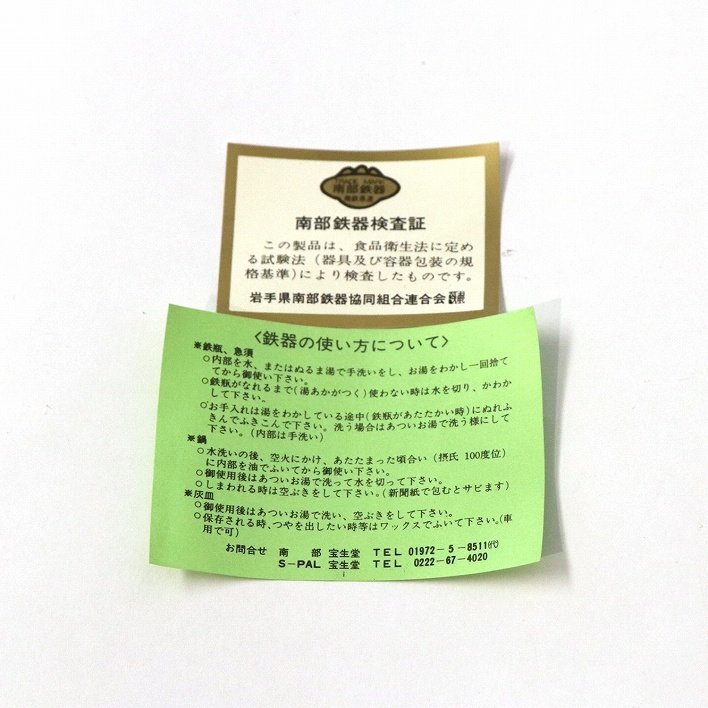 TRADE MARK
南部鉄器
南部鉄器検査証
この製品は、食品衛生法に定め
る試験法(器具及び容器包装の規
格基準)により検査したものです。
岩手県南部鉄器協同組合連合会
〈鉄器の使い方について〉
※鉄瓶、急須
○内部を水、またはぬるま湯で手洗いをし、お湯をわかし一回捨て
てから御使い下さい。
○鉄瓶がなれるまで(湯あかがつく)使わない時は水を切り、かわか
して下さい。
○お手入れは湯をわかしている途中(鉄瓶があたたかい時)にぬれふ
きんでふきこんで下さい。洗う場合はあついお湯で洗う様にして
下さい。(内部は手洗い)
※鍋
○水洗いの後、空火にかけ、あたたまった頃合い(摂氏 100度位)
に内部を油でふいてから御使い下さい。
○御使用後はあついお湯で洗って水を切って下さい。
○しまわれる時は空ぶきをして下さい。(新聞紙で包むとサビます)
※灰皿
○御使用後はあついお湯で洗い、空ぶきをして下さい。
○保存される時、つやを出したい時等はワックスでふいて下さい。(車
用で可)
お問合せ 南部 宝生堂 TEL 01972-5-8511(代)
S-PAL 宝生堂 TEL 0222-67-4020